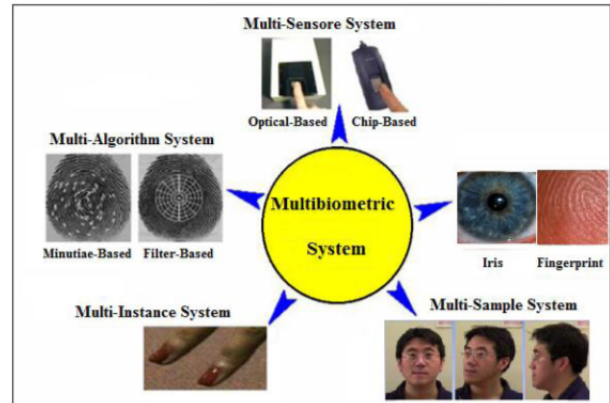 Multi-Sensore System
Optical-Based Chip-Based
Multi-Algorithm System
Minutiae-Based Filter-Based
Multibiometric
System
Iris Fingerprint
Multi-Instance System
Multi-Sample System